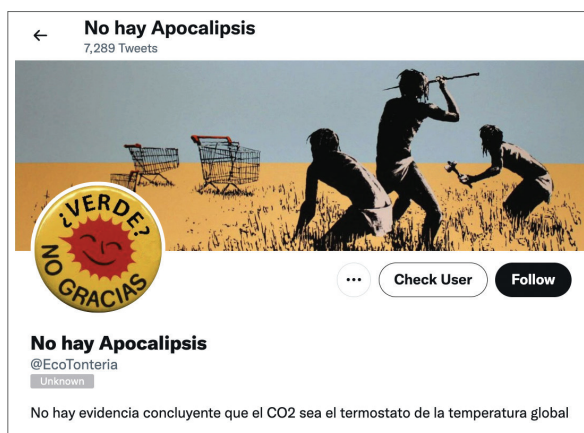 ←
No hay Apocalipsis
7,289 Tweets
¿VERDE?
NO GRACIAS
... Check User Follow
No hay Apocalipsis
@EcoTonteria
Unknown
No hay evidencia concluyente que el CO2 sea el termostato de la temperatura global